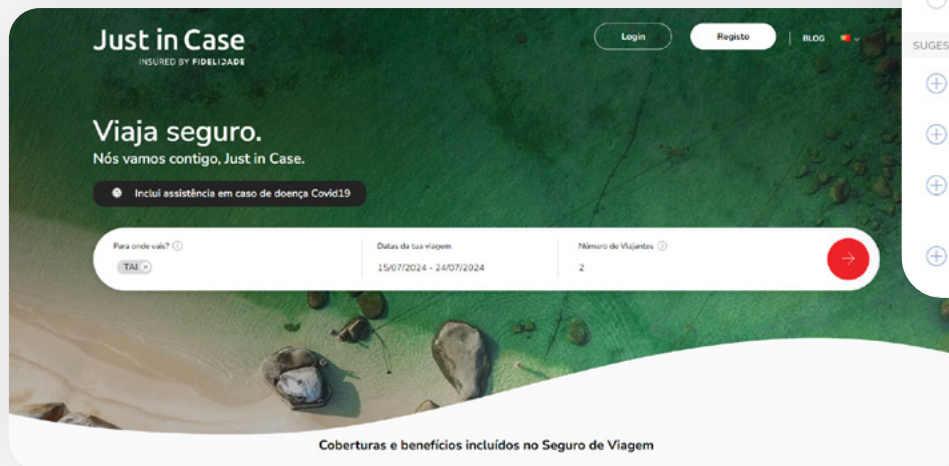 Just in Case
INSURED BY FIDELIDADE
Login
Registo
BLOG
SUGES
Viaja seguro.
Nós vamos contigo, Just in Case.
Inclui assistência em caso de doença Covid19
Para onde vais?
Datas da tua viagem
Número de Viajantes
TAI
15/07/2024 - 24/07/2024
2
Coberturas e benefícios incluídos no Seguro de Viagem